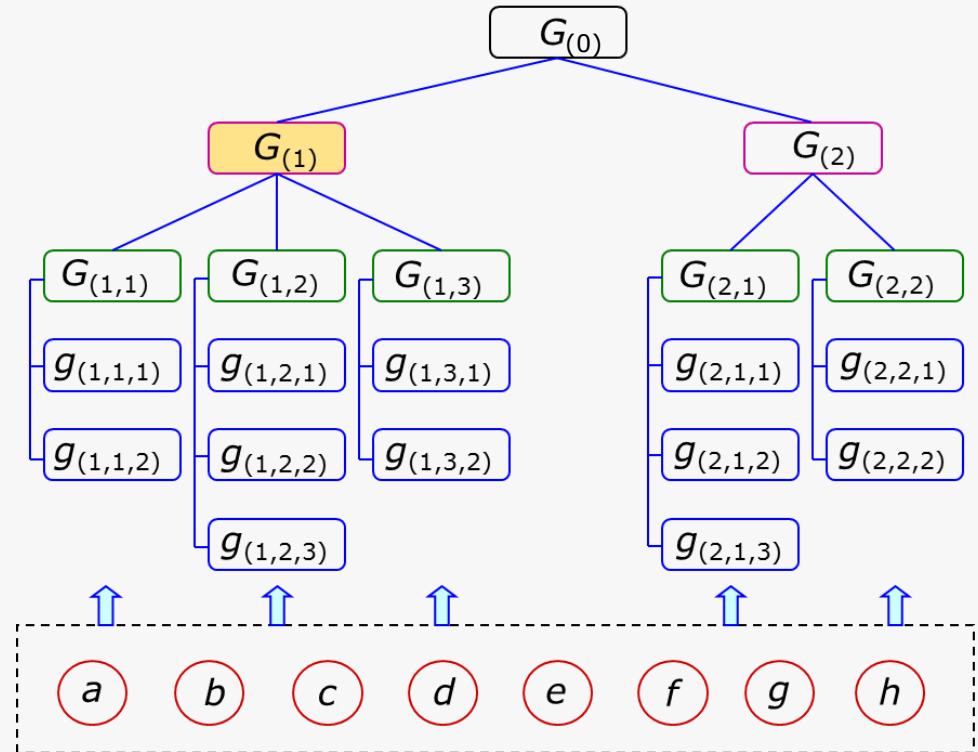 G(0)
G(1) G(2)
G(1,1) G(1,2) G(1,3) G(2,1) G(2,2)
g(1,1,1) g(1,2,1) g(1,3,1) g(2,1,1) g(2,2,1)
g(1,1,2) g(1,2,2) g(1,3,2) g(2,1,2) g(2,2,2)
g(1,2,3) g(2,1,3)
a b c d e f g h